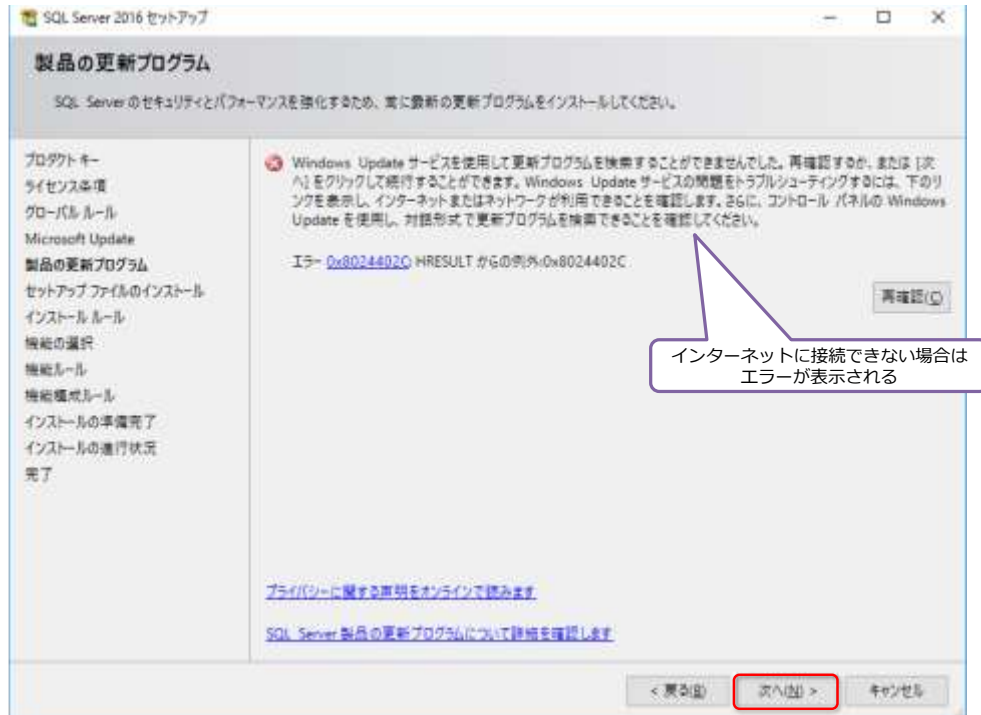 SQL Server 2016 セットアップ
製品の更新プログラム
SQL Server のセキュリティとパフォーマンスを強化するため、常に最新の更新プログラムをインストールしてください。
プロダクト キー
ライセンス条項
グローバル ルール
Microsoft Update
製品の更新プログラム
セットアップ ファイルのインストール
インストール ルール
機能の選択
機能ルール
機能構成ルール
インストールの準備完了
インストールの進行状況
完了
Windows Update サービスを使用して更新プログラムを検索することができませんでした。再確認するか、または [次
へ] をクリックして続行することができます。Windows Update サービスの問題をトラブルシューティングするには、下のリ
ンクを表示し、インターネットまたはネットワークが利用できることを確認します。さらに、コントロール パネルの Windows
Update を使用し、対話形式で更新プログラムを検索できることを確認してください。
エラー 0x8024402C: HRESULT からの例外:0x8024402C
再確認(C)
インターネットに接続できない場合は
エラーが表示される
プライバシーに関する声明をオンラインで読みます
SQL Server 製品の更新プログラムについて詳細を確認します
< 戻る(B)
次へ(N) >
キャンセル